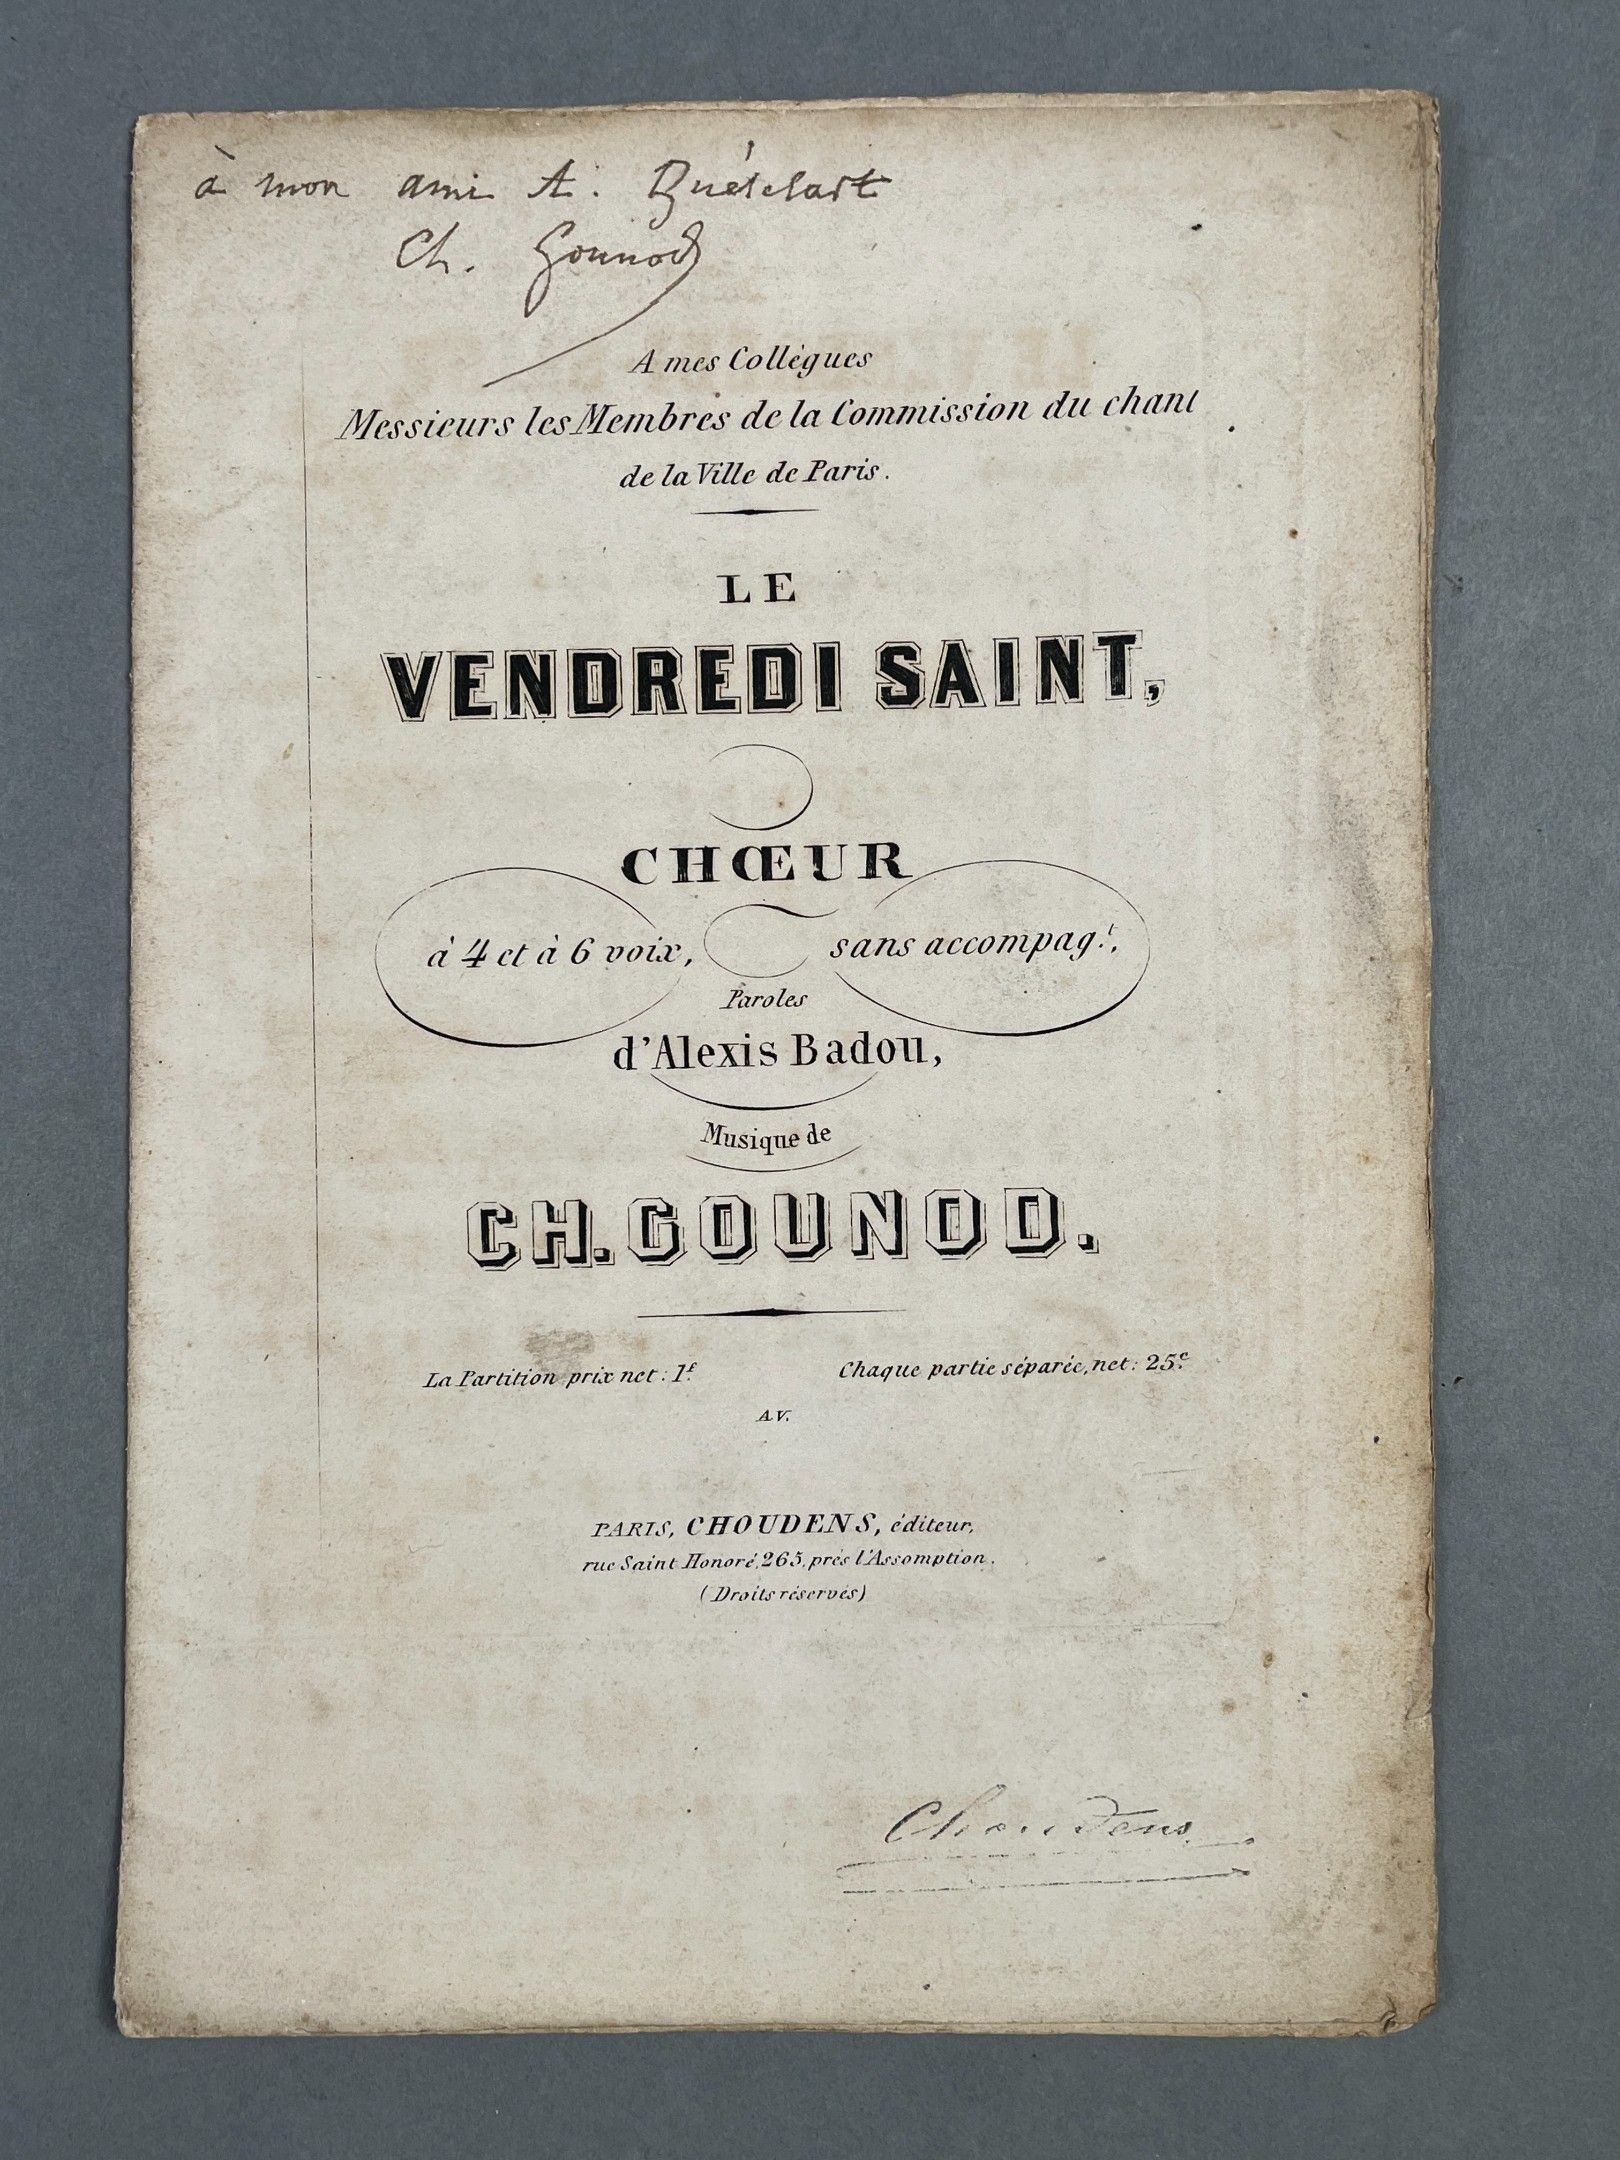 à mon ami A. Quételart
Ch. Gounod
A mes Collègues
Messieurs les Membres de la Commission du chant
de la Ville de Paris.
LE
VENDREDI SAINT,
CHŒUR
à 4 et à 6 voix, sans accompag.t,
Paroles
d'Alexis Badou,
Musique de
CH. GOUNOD.
La Partition prix net: 1f. Chaque partie séparée, net: 25c.
A.V.
PARIS, CHOUDENS, éditeur,
rue Saint Honoré, 265, près l'Assomption.
(Droits réservés)
Choudens